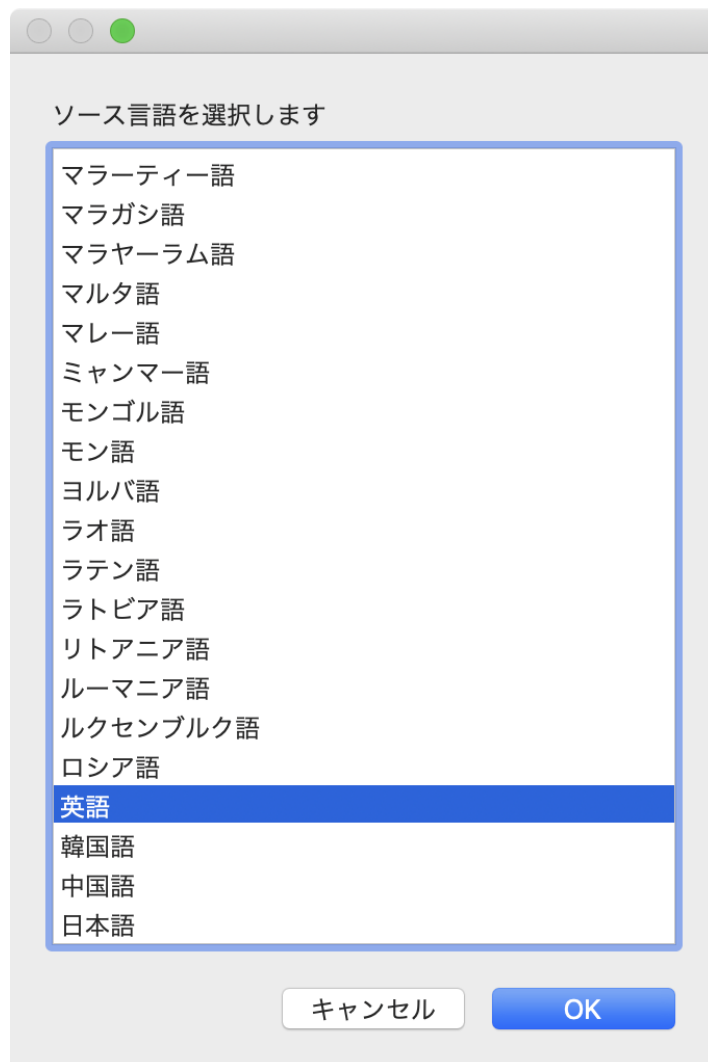 ソース言語を選択します
マラーティー語
マラガシ語
マラヤーラム語
マルタ語
マレー語
ミャンマー語
モンゴル語
モン語
ヨルバ語
ラオ語
ラテン語
ラトビア語
リトアニア語
ルーマニア語
ルクセンブルク語
ロシア語
英語
韓国語
中国語
日本語
キャンセル OK